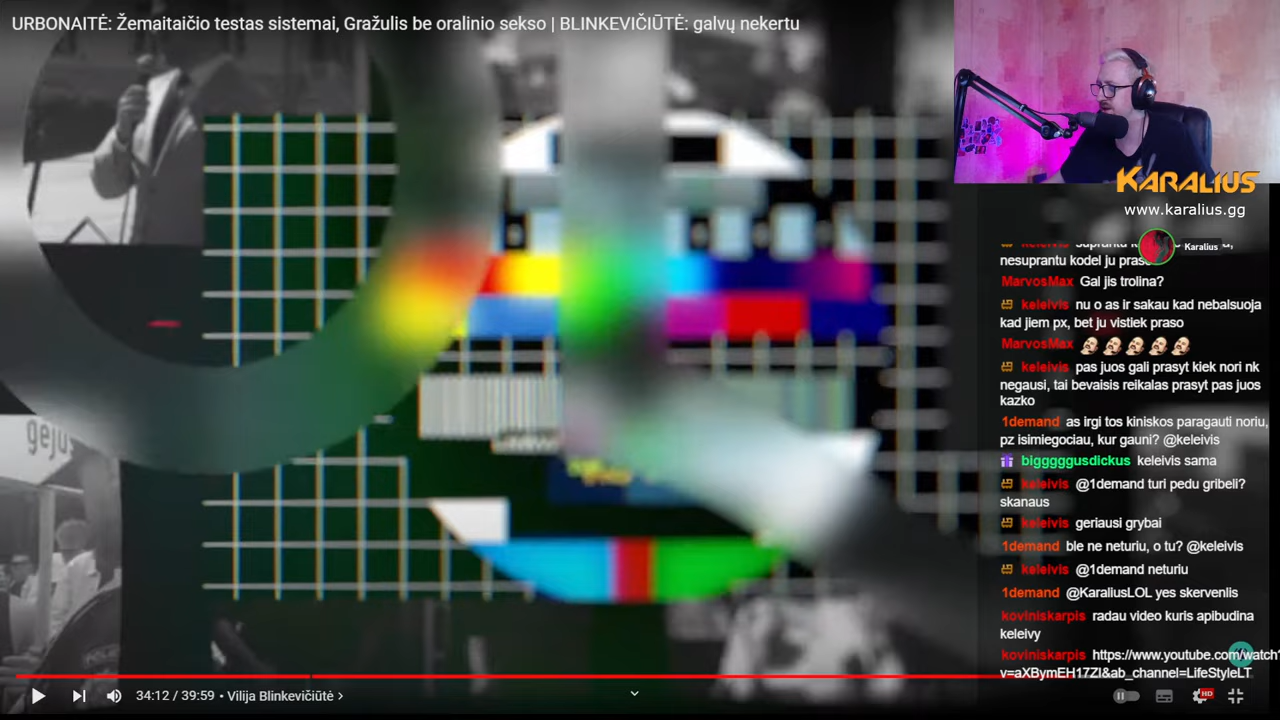 URBONAITĖ: Žemaitaičio testas sistemai, Gražulis be oralinio sekso | BLINKEVIČIŪTĖ: galvų nekertu
KARALIUS
www.karalius.gg
Karalius
nesuprantu kodel ju praso
MarvosMax Gal jis trolina?
keleivis nu o as ir sakau kad nebalsuoja
kad jiem px, bet ju vistiek praso
MarvosMax
keleivis pas juos gali prasyt kiek nori nk
negausi, tai bevaisis reikalas prasyt pas juos
kazko
1demand as irgi tos kiniskos paragauti noriu,
pz isimiegociau, kur gauni? @keleivis
bigggggusdickus keleivis sama
keleivis @1demand turi pedu gribeli?
skanaus
keleivis geriausi grybai
1demand ble ne neturiu, o tu? @keleivis
keleivis @1demand neturiu
1demand @KaraliusLOL yes skervenlis
koviniskarpis radau video kuris apibudina
keleivy
koviniskarpis https://www.youtube.com/watch?
v=aXBymEH17ZI&ab_channel=LifeStyleLT
gejus
34:12 / 39:59 • Vilija Blinkevičiūtė >
HD